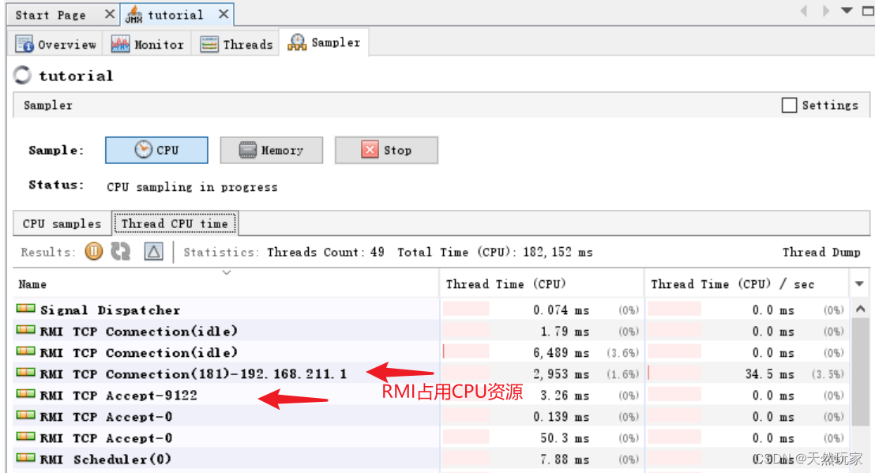 Start Page
tutorial
Overview Monitor Threads Sampler
tutorial
Sampler Settings
Sample: CPU Memory Stop
Status: CPU sampling in progress
CPU samples Thread CPU time
Results: Statistics: Threads Count: 49 Total Time (CPU): 182,152 ms Thread Dump
Name Thread Time (CPU) Thread Time (CPU) / sec
Signal Dispatcher 0.074 ms (0%) 0.0 ms (0%)
RMI TCP Connection(idle) 1.79 ms (0%) 0.0 ms (0%)
RMI TCP Connection(idle) 6,489 ms (3.6%) 0.0 ms (0%)
RMI TCP Connection(181)-192.168.211.1 2,953 ms (1.6%) 34.5 ms (3.5%)
RMI占用CPU资源
RMI TCP Accept-9122 3.26 ms (0%) 0.0 ms (0%)
RMI TCP Accept-0 0.139 ms (0%) 0.0 ms (0%)
RMI TCP Accept-0 50.3 ms (0%) 0.0 ms (0%)
RMI Scheduler(0) 7.88 ms (0%) 0.0 ms (0%)
CSDN @天然玩家